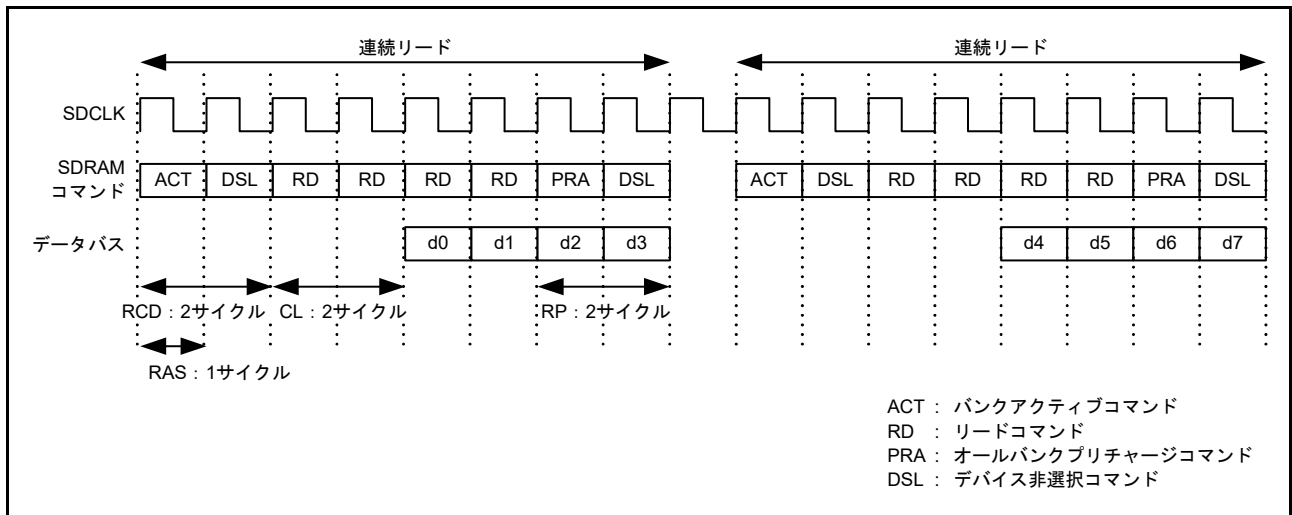 連続リード 連続リード
SDCLK
SDRAM
コマンド
ACT DSL RD RD RD RD PRA DSL ACT DSL RD RD RD RD PRA DSL
データバス d0 d1 d2 d3 d4 d5 d6 d7
RCD：2サイクル CL：2サイクル RP：2サイクル
RAS：1サイクル
ACT： バンクアクティブコマンド
RD ： リードコマンド
PRA： オールバンクプリチャージコマンド
DSL ： デバイス非選択コマンド